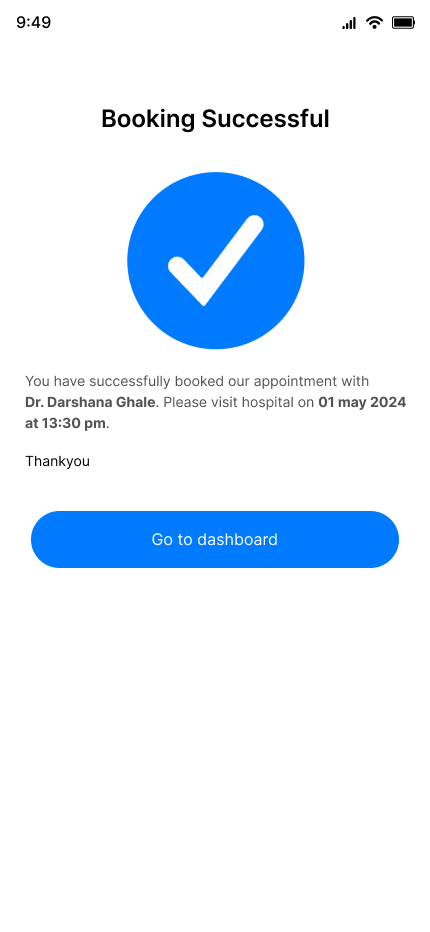 9:49
Booking Successful
You have successfully booked our appointment with
Dr. Darshana Ghale. Please visit hospital on 01 may 2024
at 13:30 pm.
Thankyou
Go to dashboard